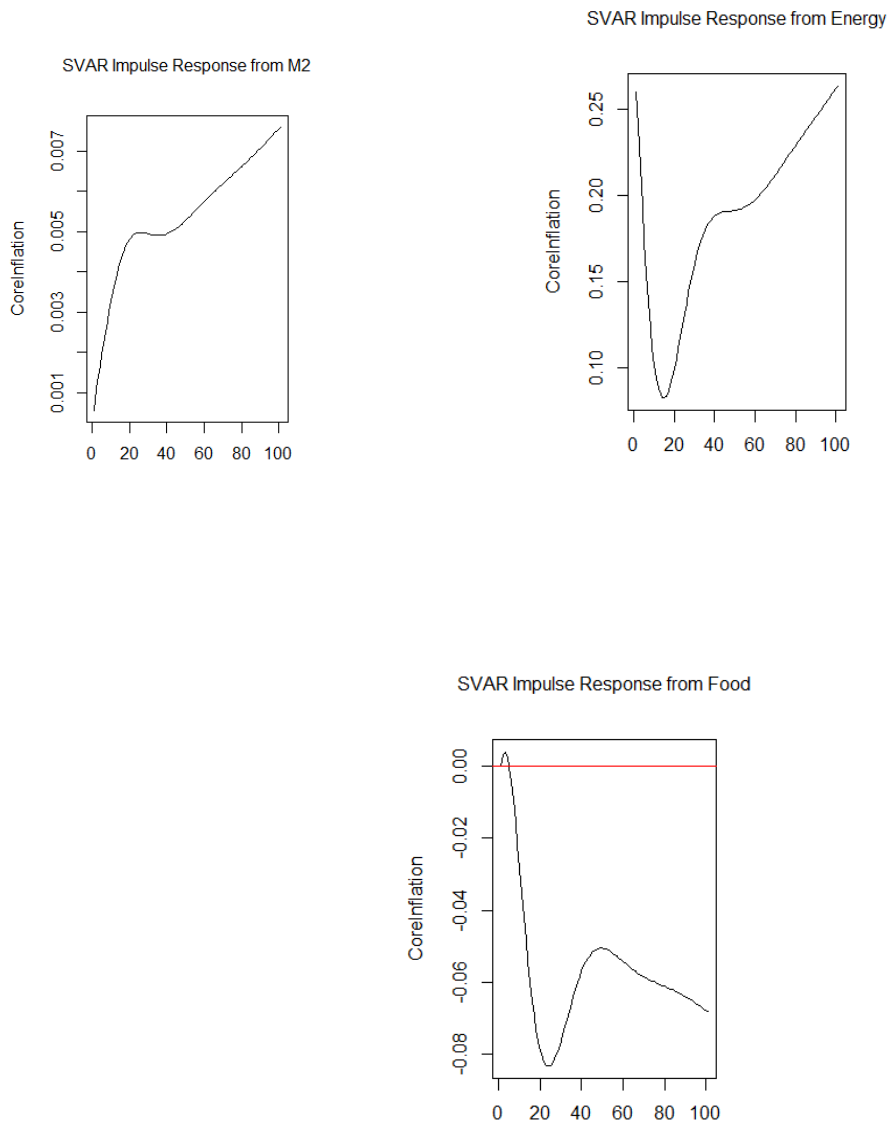 SVAR Impulse Response from Energy
SVAR Impulse Response from M2
CoreInflation
0.007
0.005
0.003
0.001
0 20 40 60 80 100
CoreInflation
0.25
0.20
0.15
0.10
0 20 40 60 80 100
SVAR Impulse Response from Food
CoreInflation
0.00
-0.02
-0.04
-0.06
-0.08
0 20 40 60 80 100